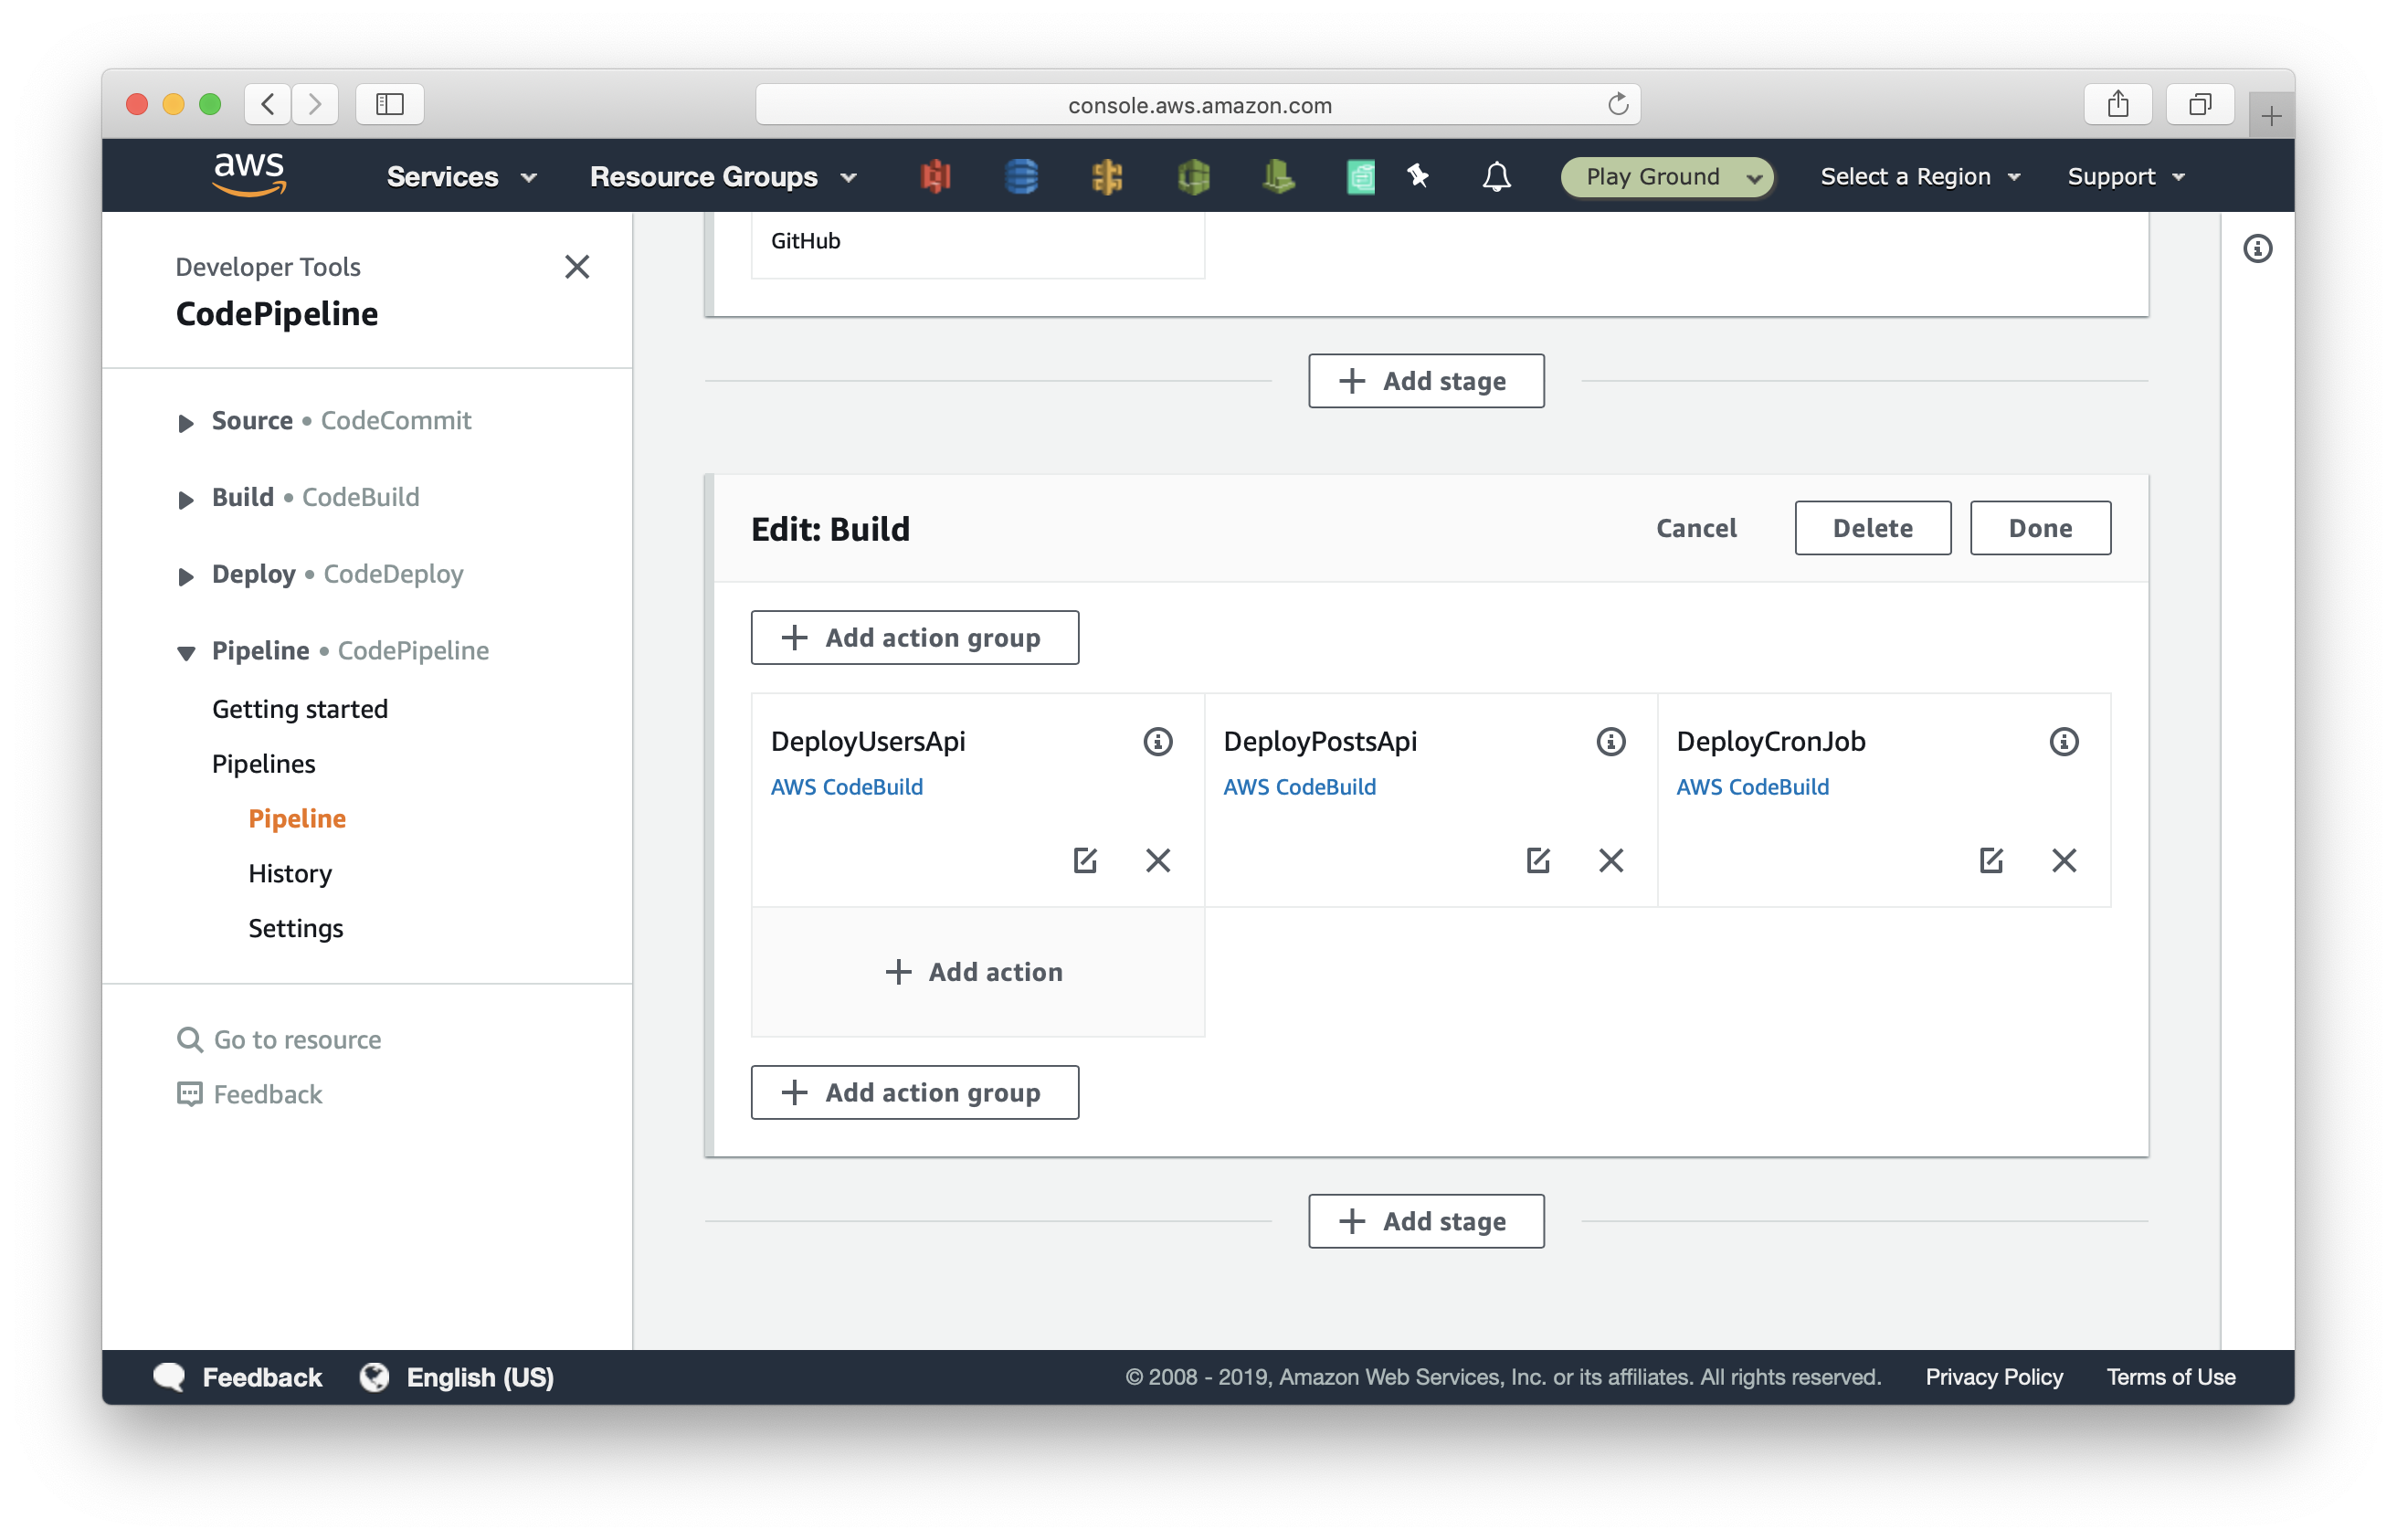 console.aws.amazon.com
aws Services Resource Groups Play Ground Select a Region Support
Developer Tools
CodePipeline
Source • CodeCommit
Build • CodeBuild
Deploy • CodeDeploy
Pipeline • CodePipeline
Getting started
Pipelines
Pipeline
History
Settings
Go to resource
Feedback
GitHub
Add stage
Edit: Build Cancel Delete Done
Add action group
DeployUsersApi DeployPostsApi DeployCronJob
AWS CodeBuild AWS CodeBuild AWS CodeBuild
Add action
Add action group
Add stage
Feedback English (US) © 2008 - 2019, Amazon Web Services, Inc. or its affiliates. All rights reserved. Privacy Policy Terms of Use